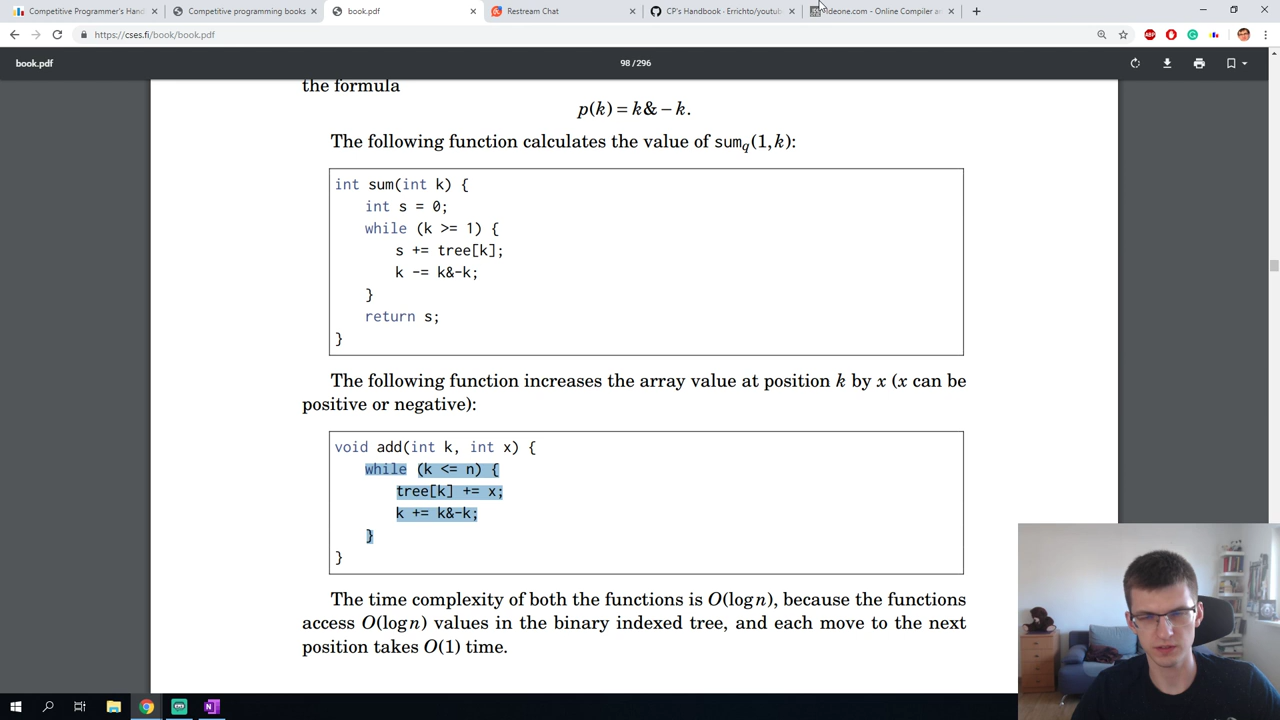 Competitive Programmer's Hand
Competitive programming books
book.pdf
Restream Chat
CP's Handbook · Errichto/youtub
Ideone.com - Online Compiler a
https://cses.fi/book/book.pdf
book.pdf
98 / 296
the formula
p(k) = k& − k.
The following function calculates the value of sumq(1,k):
int sum(int k) {
int s = 0;
while (k >= 1) {
s += tree[k];
k -= k&-k;
}
return s;
}
The following function increases the array value at position k by x (x can be
positive or negative):
void add(int k, int x) {
while (k <= n) {
tree[k] += x;
k += k&-k;
}
}
The time complexity of both the functions is O(logn), because the functions
access O(logn) values in the binary indexed tree, and each move to the next
position takes O(1) time.